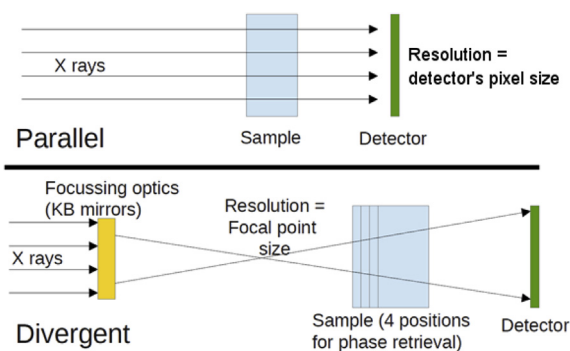 X rays
Resolution =
detector's pixel size
Parallel
Sample
Detector
Focussing optics
(KB mirrors)
Resolution =
Focal point
size
X rays
Sample (4 positions
for phase retrieval)
Detector
Divergent